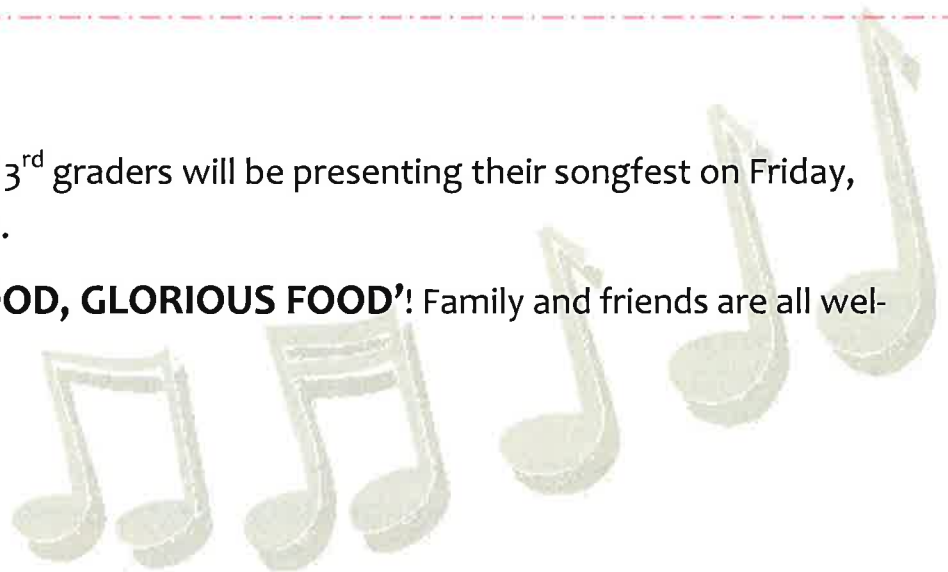 3rd graders will be presenting their songfest on Friday,
.
OD, GLORIOUS FOOD'! Family and friends are all wel-